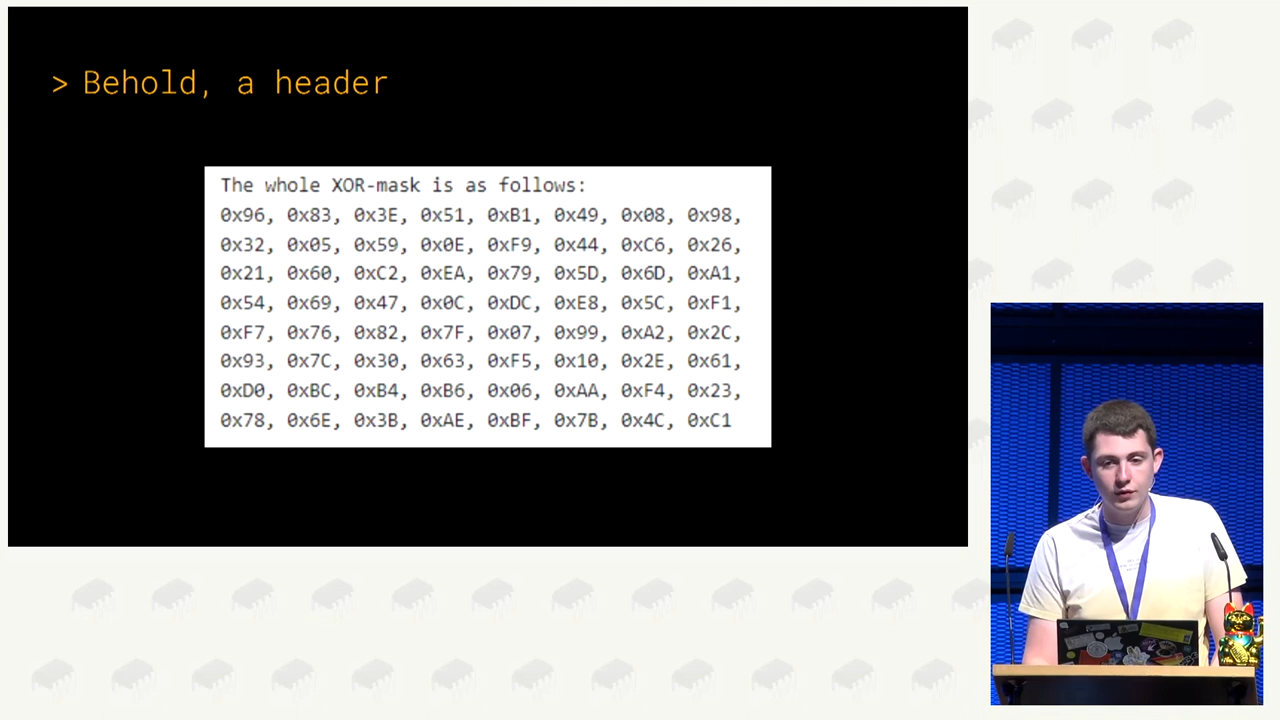 > Behold, a header
The whole XOR-mask is as follows:
0x96, 0x83, 0x3E, 0x51, 0xB1, 0x49, 0x08, 0x98,
0x32, 0x05, 0x59, 0x0E, 0xF9, 0x44, 0xC6, 0x26,
0x21, 0x60, 0xC2, 0xEA, 0x79, 0x5D, 0x6D, 0xA1,
0x54, 0x69, 0x47, 0x0C, 0xDC, 0xE8, 0x5C, 0xF1,
0xF7, 0x76, 0x82, 0x7F, 0x07, 0x99, 0xA2, 0x2C,
0x93, 0x7C, 0x30, 0x63, 0xF5, 0x10, 0x2E, 0x61,
0xD0, 0xBC, 0xB4, 0xB6, 0x06, 0xAA, 0xF4, 0x23,
0x78, 0x6E, 0x3B, 0xAE, 0xBF, 0x7B, 0x4C, 0xC1